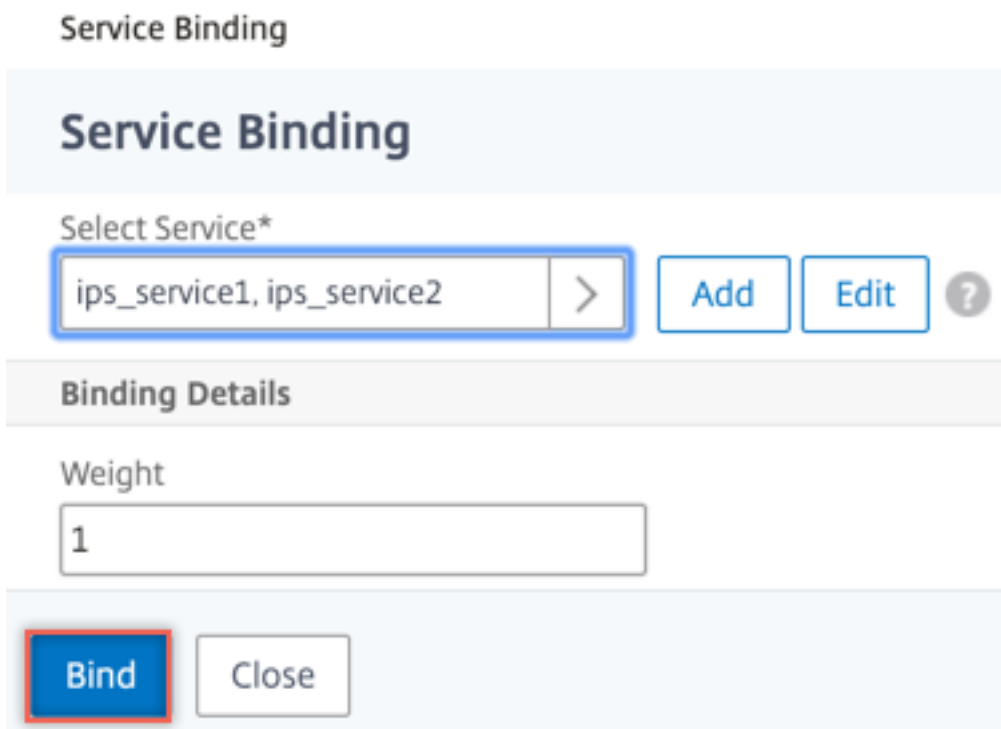 Service Binding
Service Binding
Select Service*
ips_service1, ips_service2 > Add Edit ?
Binding Details
Weight
1
Bind Close